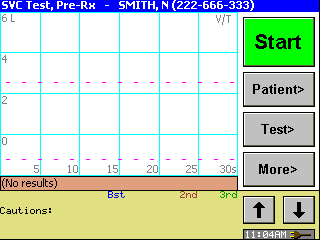 SVC Test, Pre-Rx - SMITH, N (222-666-333)
6 L V/T
4
2
0
5 10 15 20 25 30s
(No results)
Bst 2nd 3rd
Cautions:
Start
Patient>
Test>
More>
11:04AM